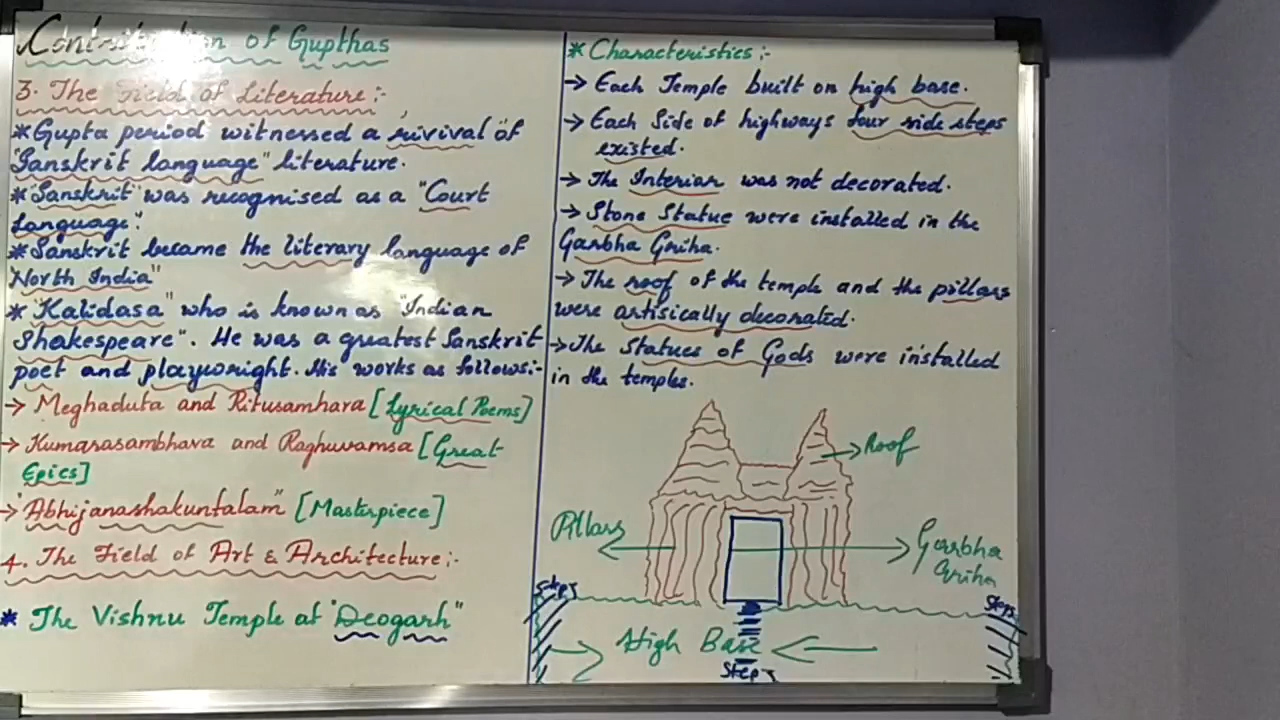 Contribution of Gupthas
3. The Field of Literature:-
*Gupta period witnessed a rivival of
"Sanskrit language" literature.
*"Sanskrit" was recognised as a "Court
Language".
*Sanskrit became the literary language of
North India"
*"Kalidasa" who is known as "Indian
Shakespeare". He was a greatest Sanskrit
poet and playwright. His works as follows:-
→ Meghaduta and Ritusamhara [Lyrical Poems]
→ Kumarasambhava and Raghuvamsa [Great
Epics]
→ "Abhijanashakuntalam" [Masterpiece]
4. The Field of Art & Architecture:-
* The Vishnu Temple at "Deogarh"
* Characteristics:-
→ Each Temple built on high base.
→ Each Side of highways four side steps
existed.
→ The Interiar was not decorated.
→ Stone Statue were installed in the
Garbha Griha.
→ The roof of the temple and the pillars
were artisically decorated.
→ The Statues of Gods were installed
in the temples.
Roof
Pillars
Garbha
Griha
Steps
Steps
High Base
Steps